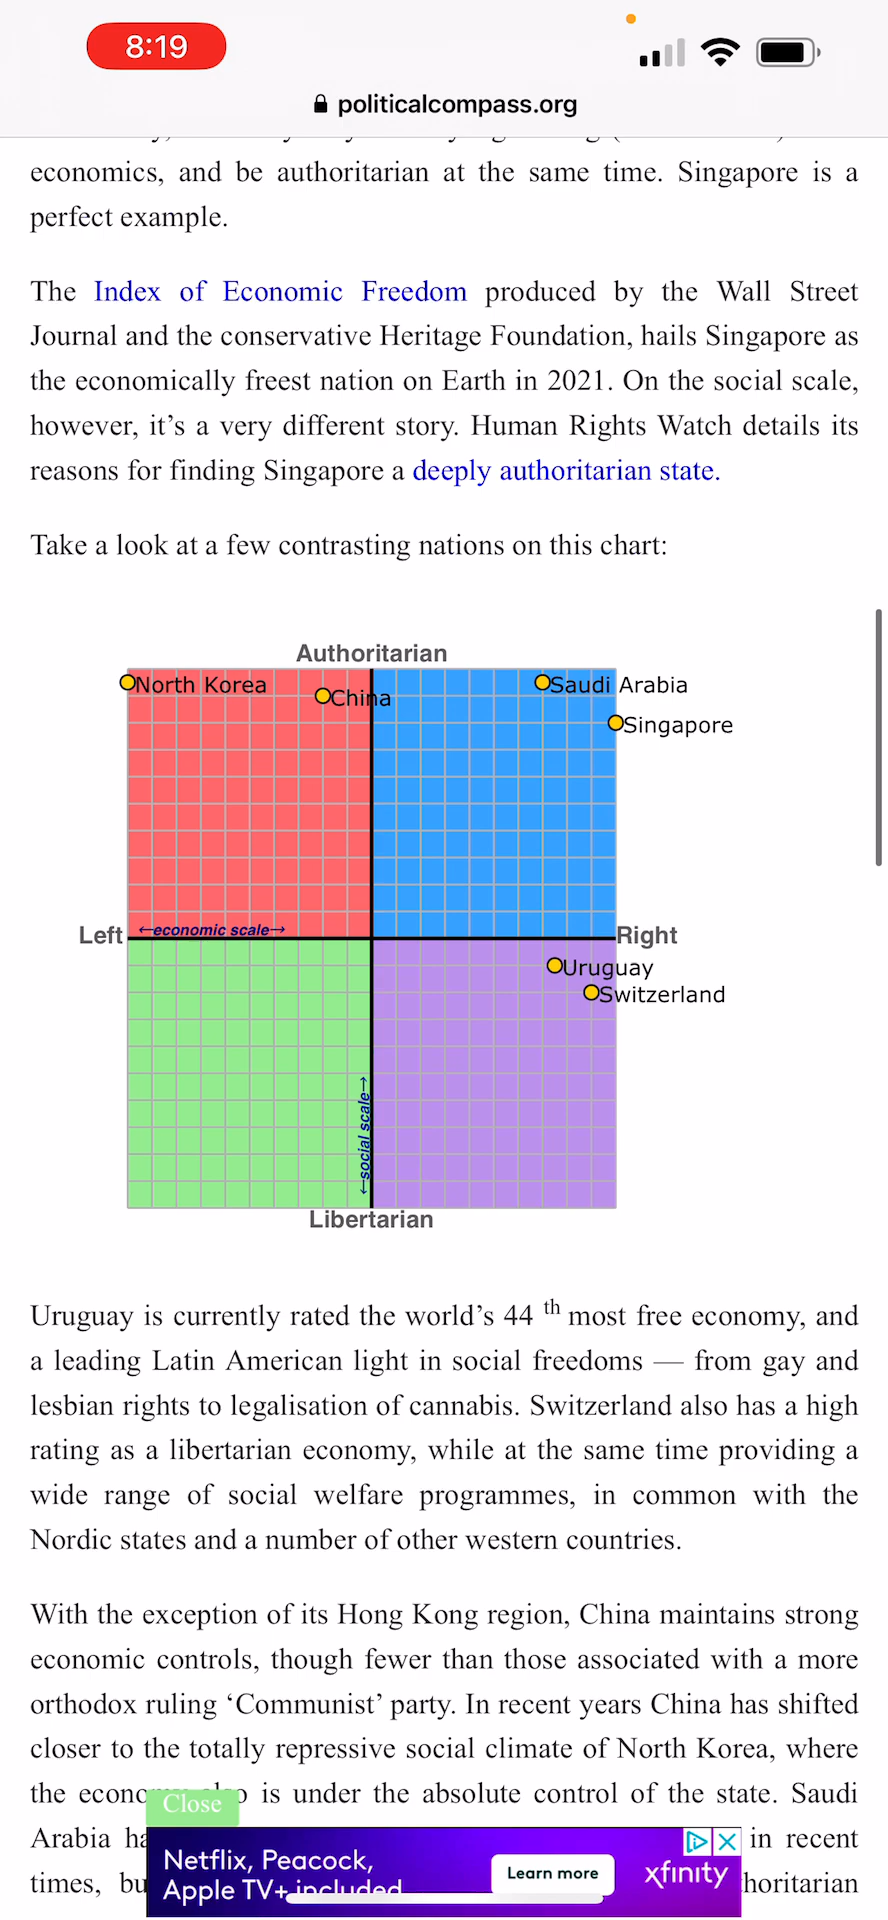 8:19
politicalcompass.org
economics, and be authoritarian at the same time. Singapore is a
perfect example.
The Index of Economic Freedom produced by the Wall Street
Journal and the conservative Heritage Foundation, hails Singapore as
the economically freest nation on Earth in 2021. On the social scale,
however, it’s a very different story. Human Rights Watch details its
reasons for finding Singapore a deeply authoritarian state.
Take a look at a few contrasting nations on this chart:
Authoritarian
North Korea
China
Saudi Arabia
Singapore
Left
←economic scale→
Right
Uruguay
Switzerland
←social scale→
Libertarian
Uruguay is currently rated the world’s 44 th most free economy, and
a leading Latin American light in social freedoms — from gay and
lesbian rights to legalisation of cannabis. Switzerland also has a high
rating as a libertarian economy, while at the same time providing a
wide range of social welfare programmes, in common with the
Nordic states and a number of other western countries.
With the exception of its Hong Kong region, China maintains strong
economic controls, though fewer than those associated with a more
orthodox ruling ‘Communist’ party. In recent years China has shifted
closer to the totally repressive social climate of North Korea, where
the is under the absolute control of the state. Saudi
Close
Arabia in recent
times,
Netflix, Peacock,
Apple TV+ included
Learn more
xfinity